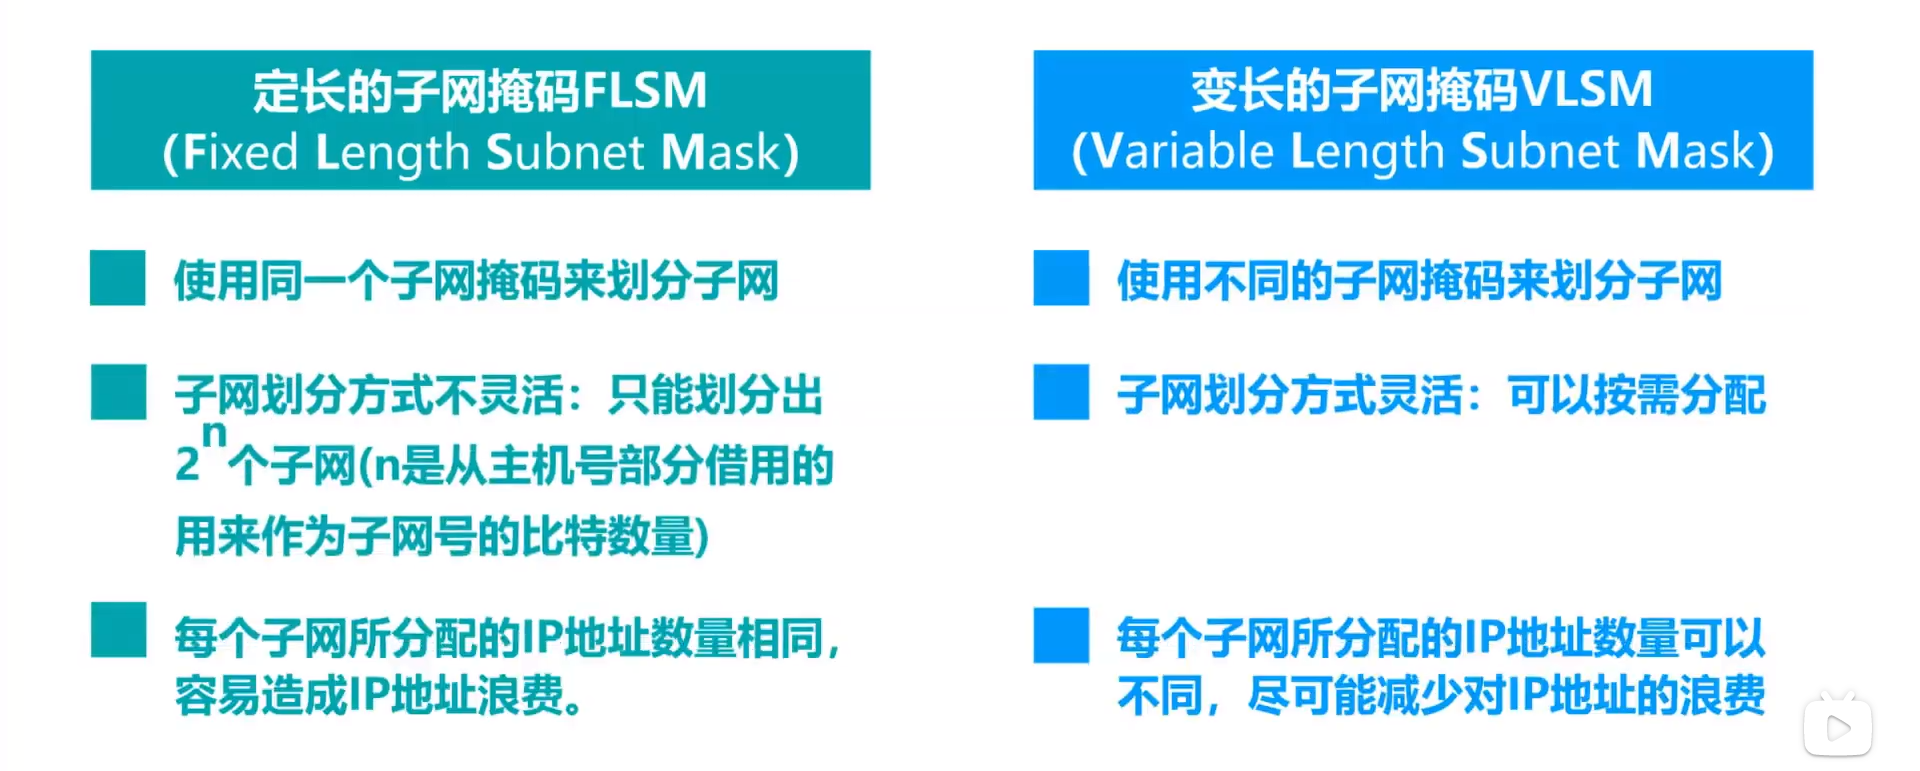 定长的子网掩码FLSM
(Fixed Length Subnet Mask)
使用同一个子网掩码来划分子网
子网划分方式不灵活：只能划分出
2ⁿ个子网(n是从主机号部分借用的
用来作为子网号的比特数量)
每个子网所分配的IP地址数量相同，
容易造成IP地址浪费。
变长的子网掩码VLSM
(Variable Length Subnet Mask)
使用不同的子网掩码来划分子网
子网划分方式灵活：可以按需分配
每个子网所分配的IP地址数量可以
不同，尽可能减少对IP地址的浪费